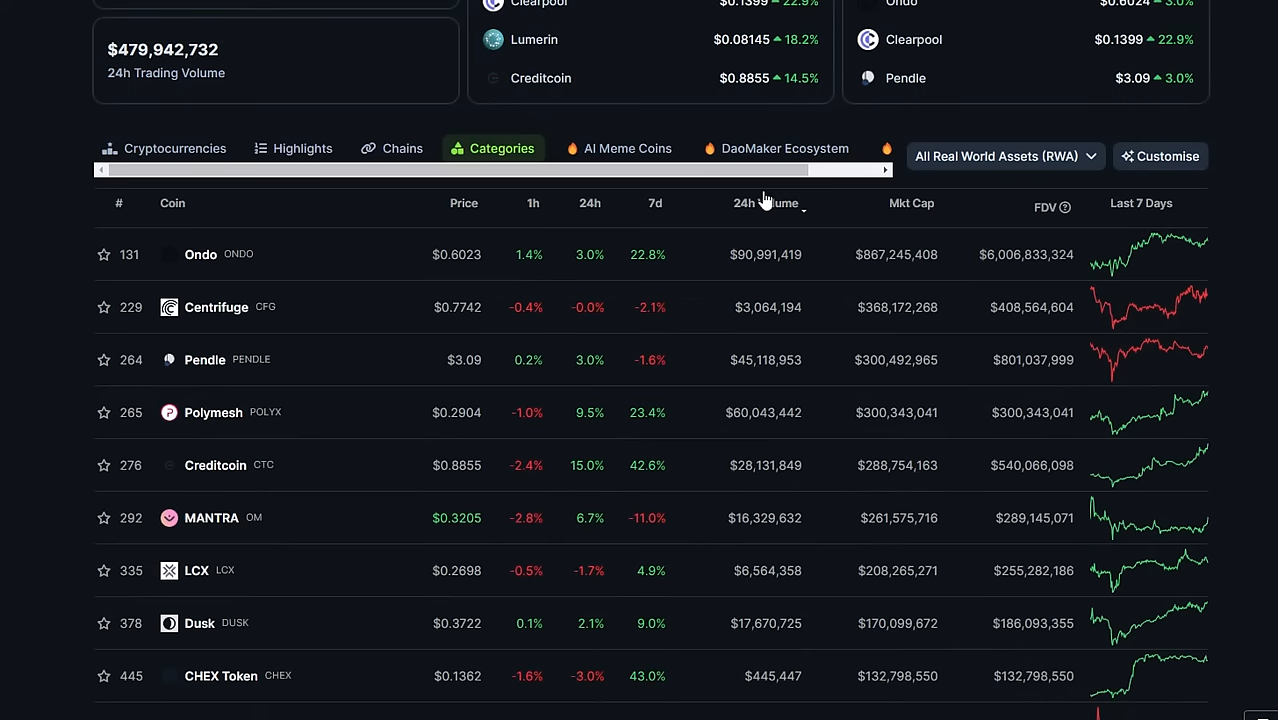 Clearpool $0.1399 22.9% Ondo $0.6024 3.0%
$479,942,732
24h Trading Volume
Lumerin $0.08145 18.2% Clearpool $0.1399 22.9%
Creditcoin $0.8855 14.5% Pendle $3.09 3.0%
Cryptocurrencies Highlights Chains Categories AI Meme Coins DaoMaker Ecosystem All Real World Assets (RWA) Customise
# Coin Price 1h 24h 7d 24h Volume Mkt Cap FDV Last 7 Days
131 Ondo ONDO $0.6023 1.4% 3.0% 22.8% $90,991,419 $867,245,408 $6,006,833,324
229 Centrifuge CFG $0.7742 -0.4% -0.0% -2.1% $3,064,194 $368,172,268 $408,564,604
264 Pendle PENDLE $3.09 0.2% 3.0% -1.6% $45,118,953 $300,492,965 $801,037,999
265 Polymesh POLYX $0.2904 -1.0% 9.5% 23.4% $60,043,442 $300,343,041 $300,343,041
276 Creditcoin CTC $0.8855 -2.4% 15.0% 42.6% $28,131,849 $288,754,163 $540,066,098
292 MANTRA OM $0.3205 -2.8% 6.7% -11.0% $16,329,632 $261,575,716 $289,145,071
335 LCX LCX $0.2698 -0.5% -1.7% 4.9% $6,564,358 $208,265,271 $255,282,186
378 Dusk DUSK $0.3722 0.1% 2.1% 9.0% $17,670,725 $170,099,672 $186,093,355
445 CHEX Token CHEX $0.1362 -1.6% -3.0% 43.0% $445,447 $132,798,550 $132,798,550